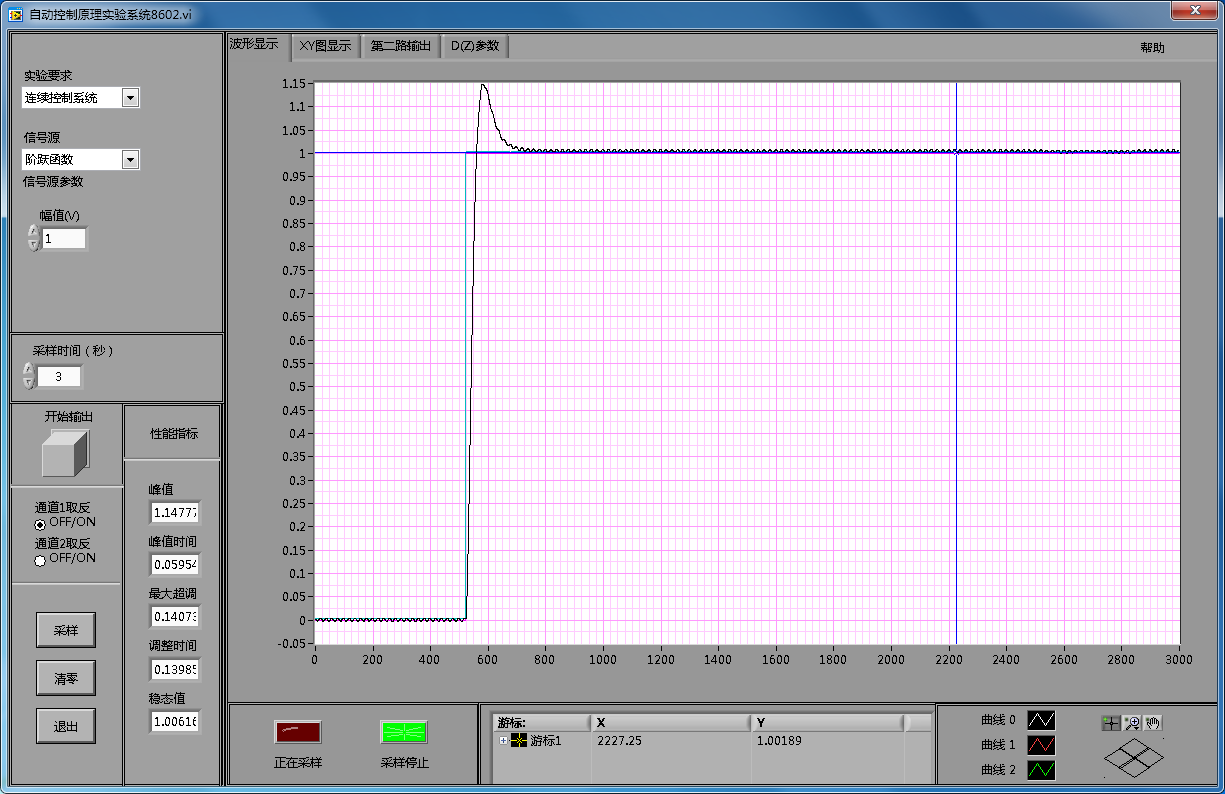 自动控制原理实验系统8602.vi
波形显示 XY图显示 第二路输出 D(Z)参数 帮助
实验要求
连续控制系统
信号源
阶跃函数
信号源参数
幅值(V)
1
采样时间（秒）
3
开始输出
通道1取反
OFF/ON
通道2取反
OFF/ON
采样
清零
退出
性能指标
峰值
1.1477
峰值时间
0.05954
最大超调
0.1407
调整时间
0.13985
稳态值
1.00616
1.15
1.1
1.05
1
0.95
0.9
0.85
0.8
0.75
0.7
0.65
0.6
0.55
0.5
0.45
0.4
0.35
0.3
0.25
0.2
0.15
0.1
0.05
0
-0.05
0 200 400 600 800 1000 1200 1400 1600 1800 2000 2200 2400 2600 2800 3000
正在采样 采样停止
游标: X Y
游标1 2227.25 1.00189
曲线 0
曲线 1
曲线 2